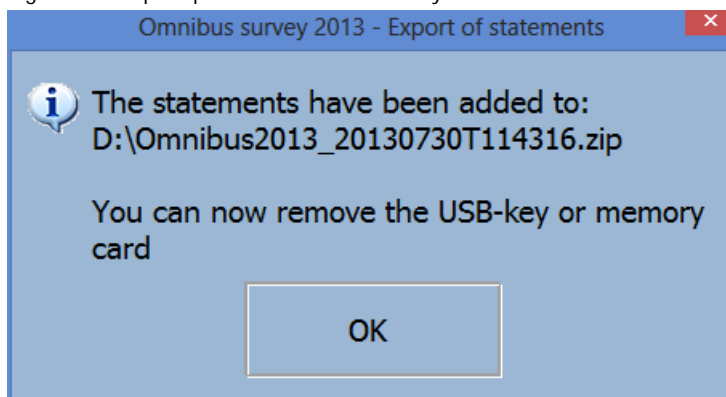 Omnibus survey 2013 - Export of statements
The statements have been added to:
D:\Omnibus2013_20130730T114316.zip
You can now remove the USB-key or memory
card
OK